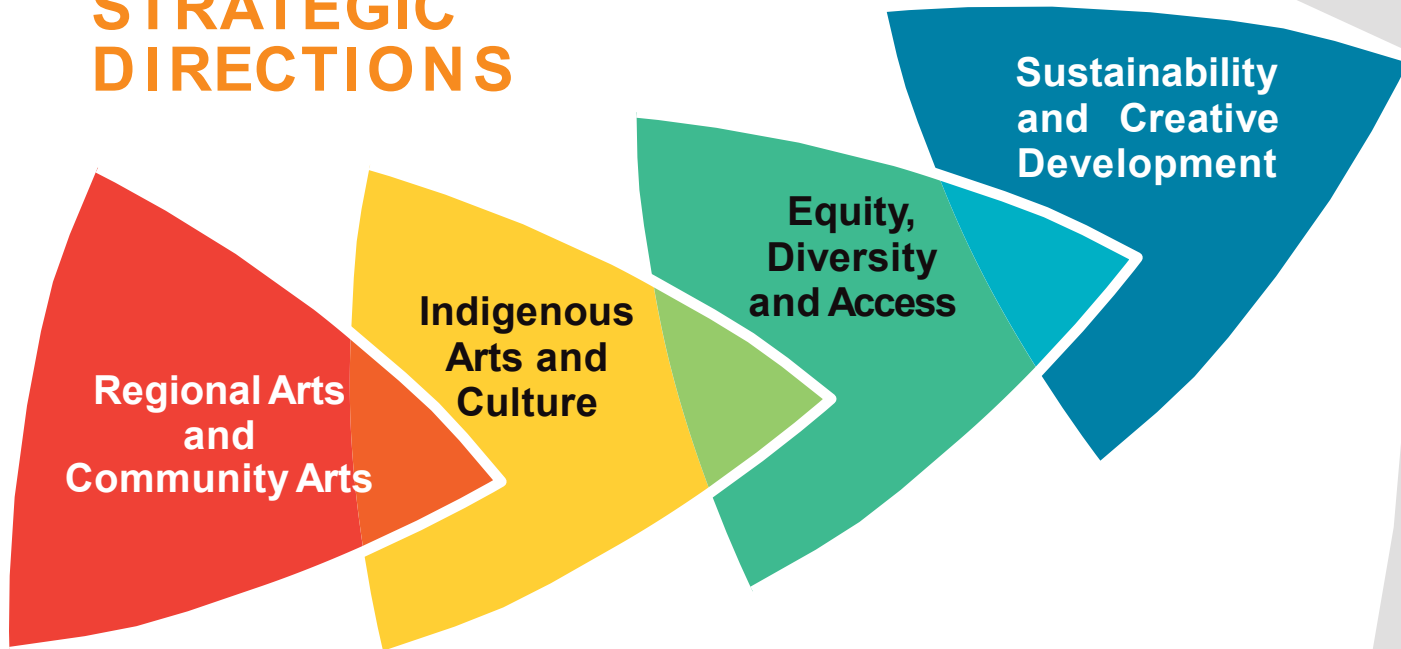 STRATEGIC
DIRECTIONS
Regional Arts
and
Community Arts
Indigenous
Arts and
Culture
Equity,
Diversity
and Access
Sustainability
and Creative
Development